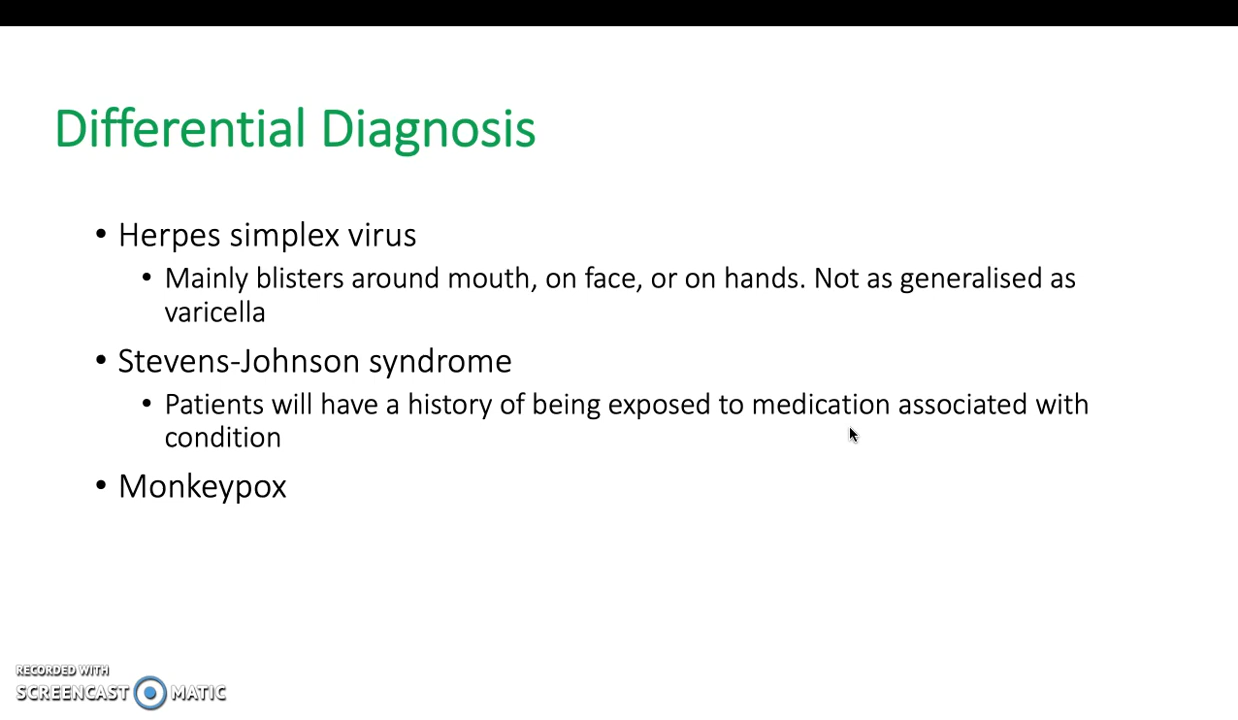 Differential Diagnosis
• Herpes simplex virus
• Mainly blisters around mouth, on face, or on hands. Not as generalised as
varicella
• Stevens-Johnson syndrome
• Patients will have a history of being exposed to medication associated with
condition
• Monkeypox
RECORDED WITH
SCREENCAST MATIC